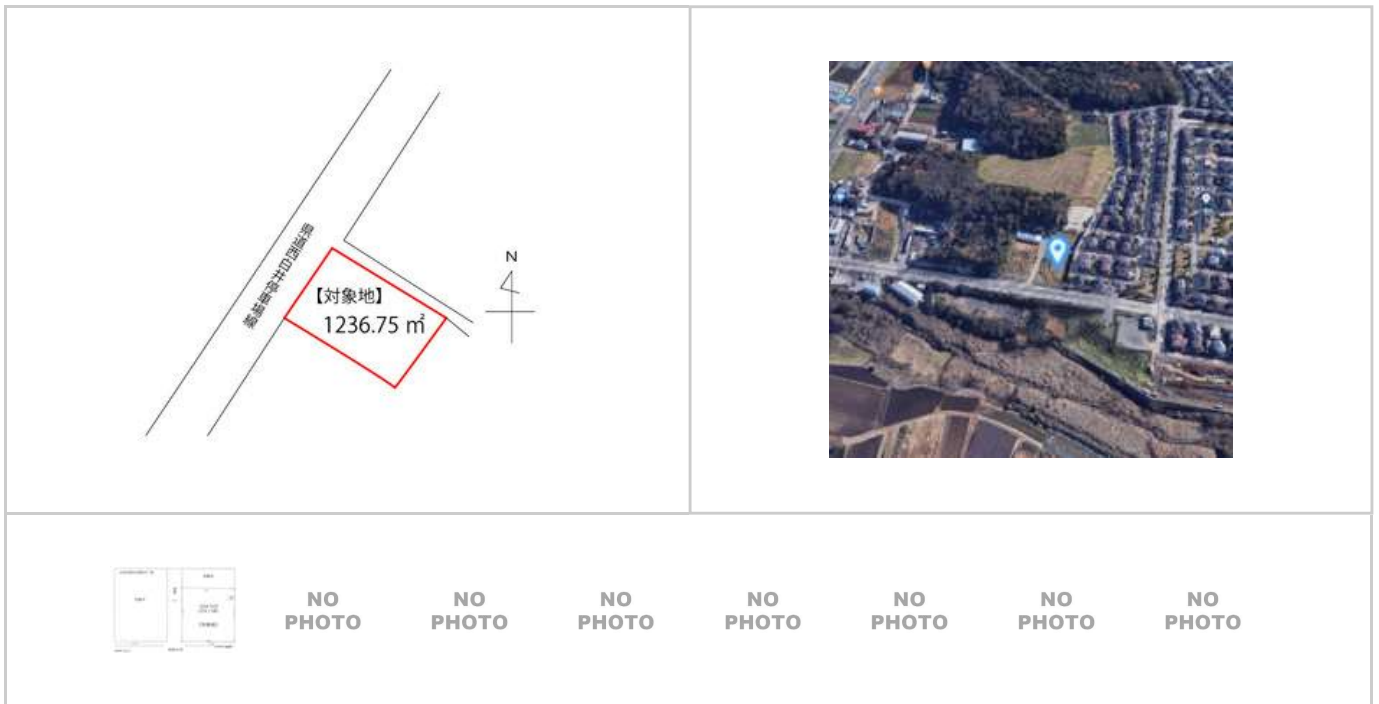 県道西白井停車場線
N
【対象地】
1236.75 ㎡
NO
PHOTO
NO
PHOTO
NO
PHOTO
NO
PHOTO
NO
PHOTO
NO
PHOTO
NO
PHOTO